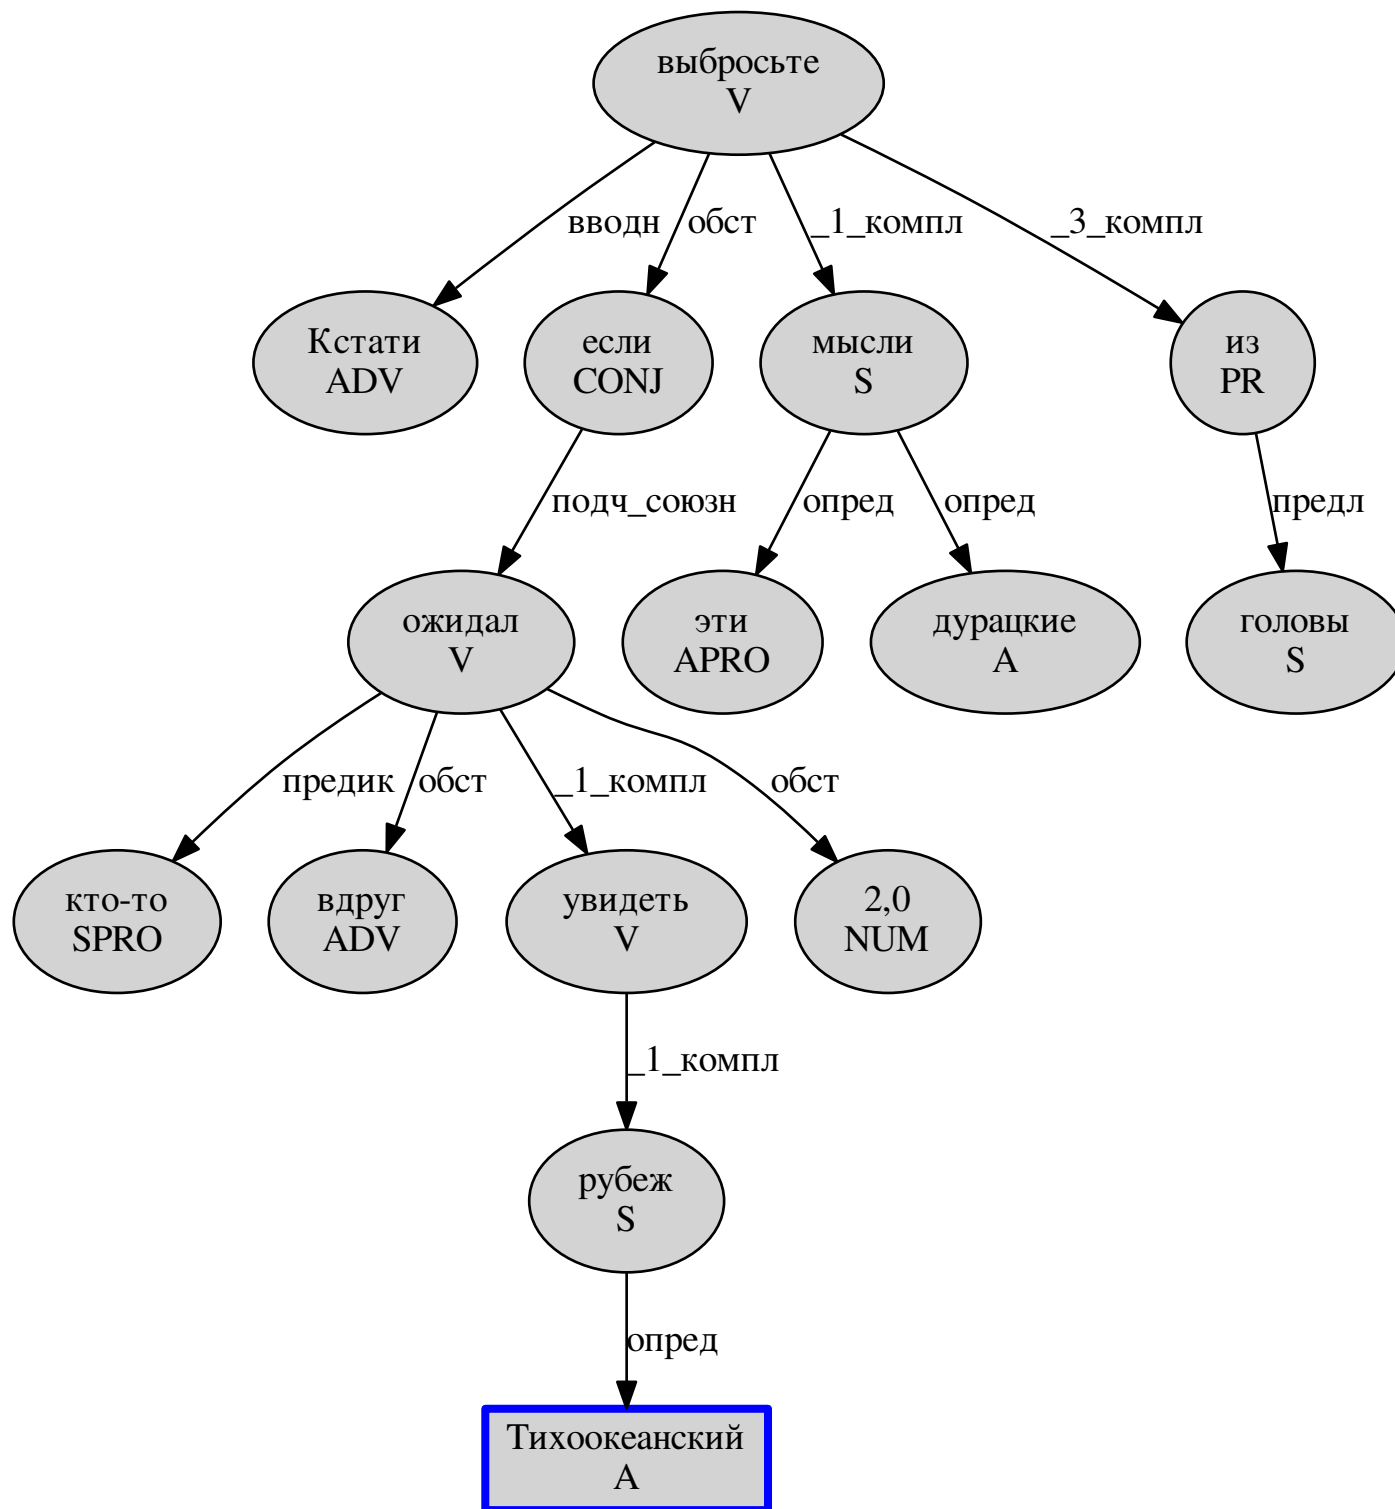 выбросьте
V
вводн
обст
_1_компл
_3_компл
Кстати
ADV
если
CONJ
мысли
S
из
PR
подч_союзн
опред
опред
предл
ожидал
V
эти
APRO
дурацкие
A
головы
S
предик
обст
_1_компл
обст
кто-то
SPRO
вдруг
ADV
увидеть
V
2,0
NUM
_1_компл
рубеж
S
опред
Тихоокеанский
A